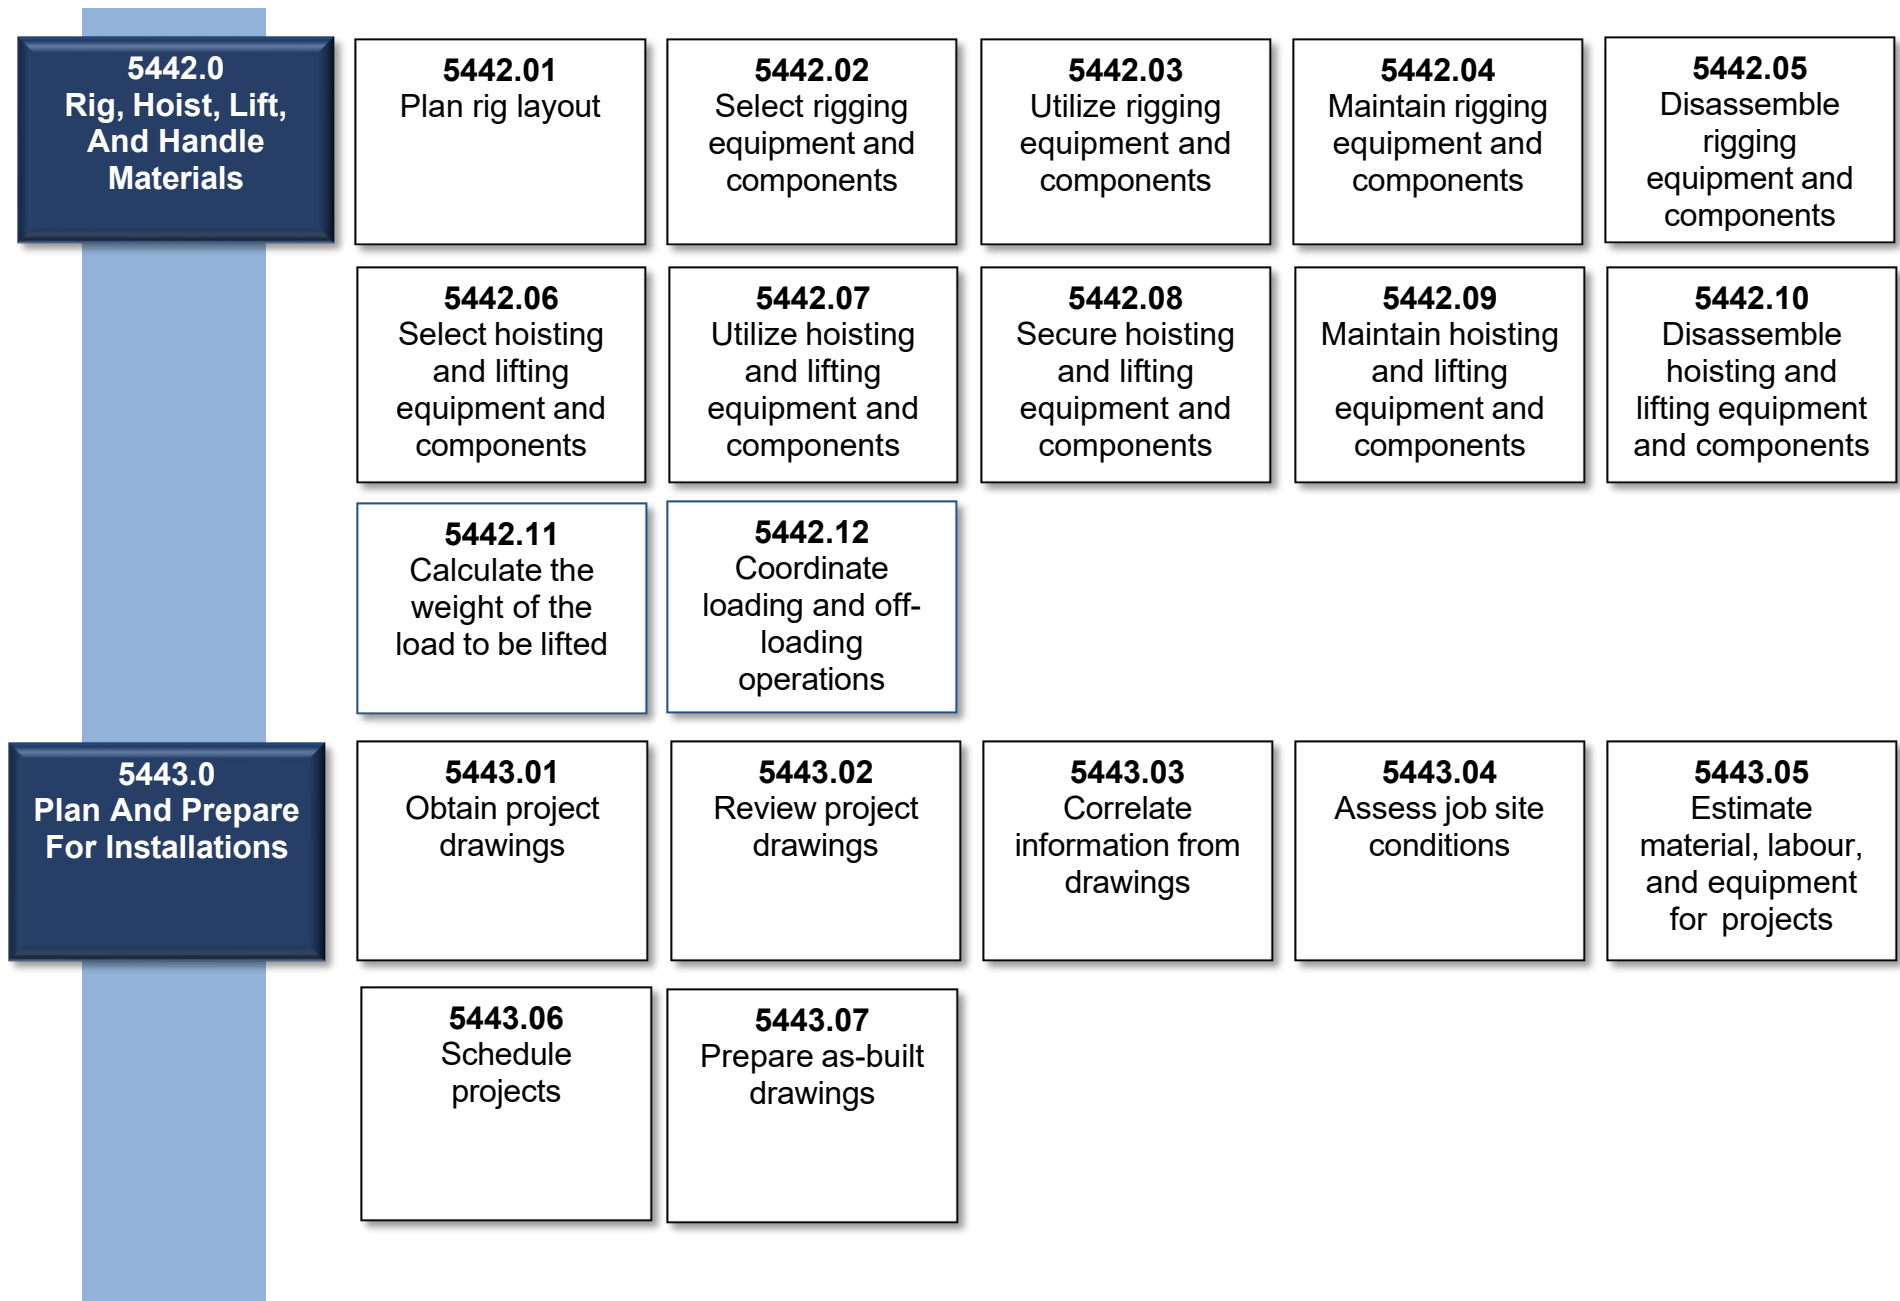 5442.0
Rig, Hoist, Lift,
And Handle
Materials
5442.01
Plan rig layout
5442.02
Select rigging
equipment and
components
5442.03
Utilize rigging
equipment and
components
5442.04
Maintain rigging
equipment and
components
5442.05
Disassemble
rigging
equipment and
components
5442.06
Select hoisting
and lifting
equipment and
components
5442.07
Utilize hoisting
and lifting
equipment and
components
5442.08
Secure hoisting
and lifting
equipment and
components
5442.09
Maintain hoisting
and lifting
equipment and
components
5442.10
Disassemble
hoisting and
lifting equipment
and components
5442.11
Calculate the
weight of the
load to be lifted
5442.12
Coordinate
loading and off-
loading
operations
5443.0
Plan And Prepare
For Installations
5443.01
Obtain project
drawings
5443.02
Review project
drawings
5443.03
Correlate
information from
drawings
5443.04
Assess job site
conditions
5443.05
Estimate
material, labour,
and equipment
for projects
5443.06
Schedule
projects
5443.07
Prepare as-built
drawings